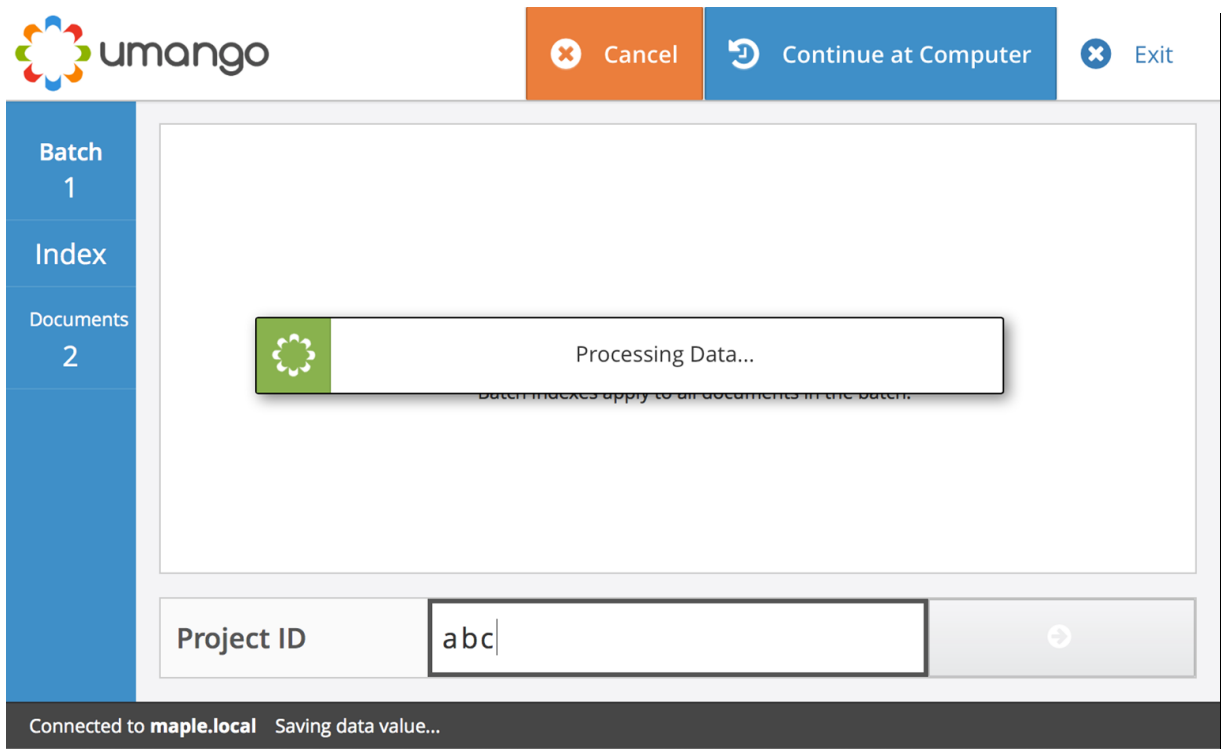 umango
Cancel
Continue at Computer
Exit
Batch
1
Index
Documents
2
Processing Data...
Batch indexes apply to all documents in the batch.
Project ID
abc
Connected to maple.local Saving data value...